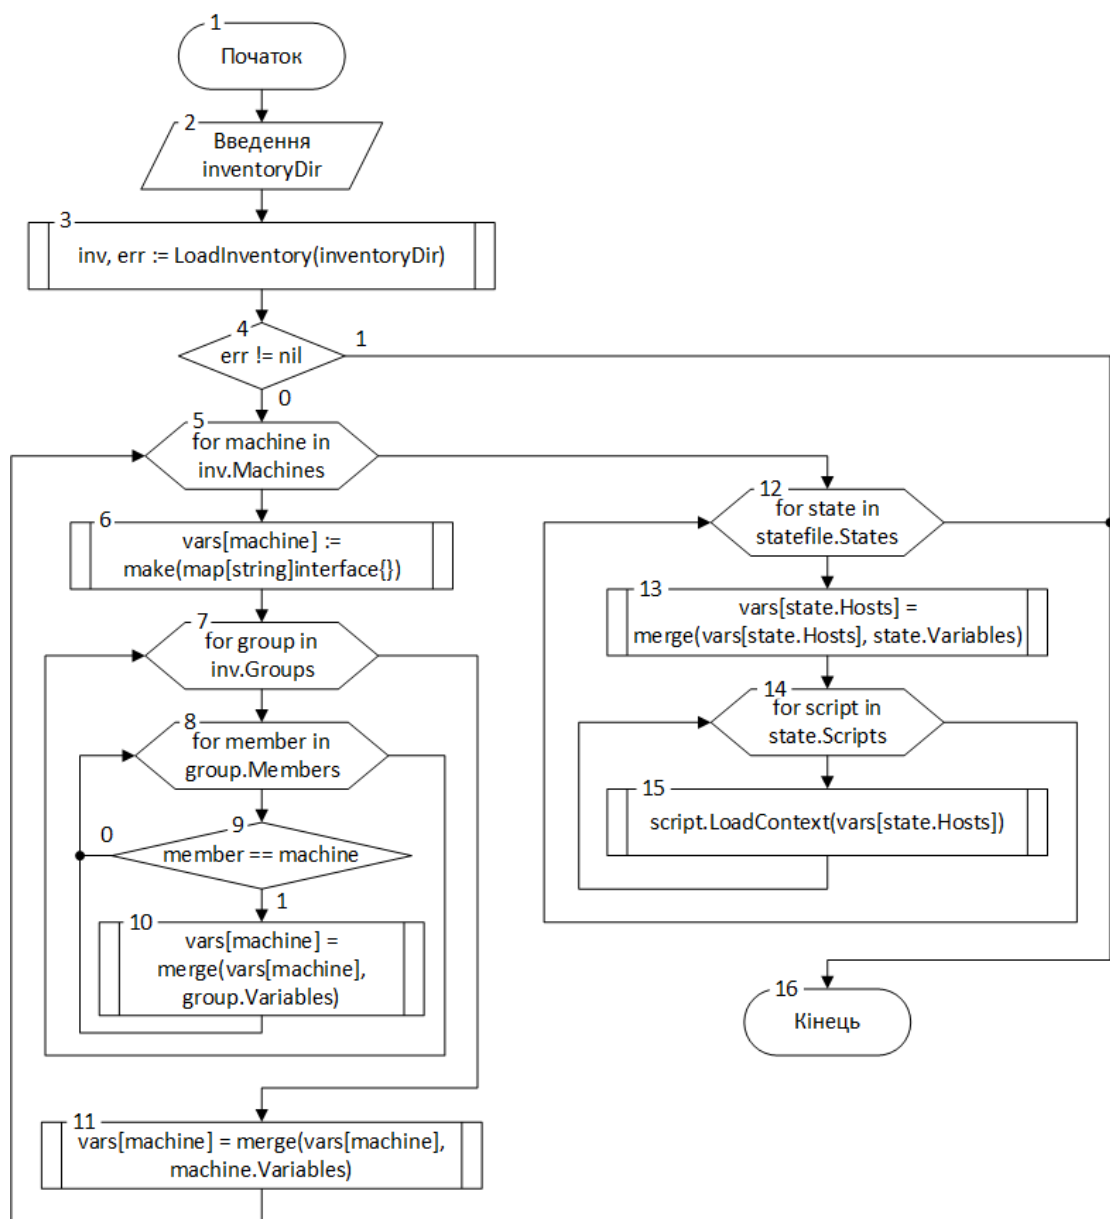 1
Початок
2
Введення
inventoryDir
3
inv, err := LoadInventory(inventoryDir)
4
err != nil
1
0
5
for machine in
inv.Machines
6
vars[machine] :=
make(map[string]interface{})
7
for group in
inv.Groups
8
for member in
group.Members
9
0
member == machine
1
10
vars[machine] =
merge(vars[machine],
group.Variables)
11
vars[machine] = merge(vars[machine],
machine.Variables)
12
for state in
statefile.States
13
vars[state.Hosts] =
merge(vars[state.Hosts], state.Variables)
14
for script in
state.Scripts
15
script.LoadContext(vars[state.Hosts])
16
Кінець